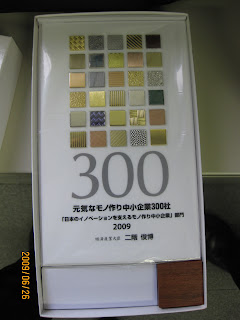 300
元気なモノ作り中小企業300社
「日本のイノベーションを支えるモノ作り中小企業」部門
2009
経済産業大臣 二階 俊博
2009/06/26